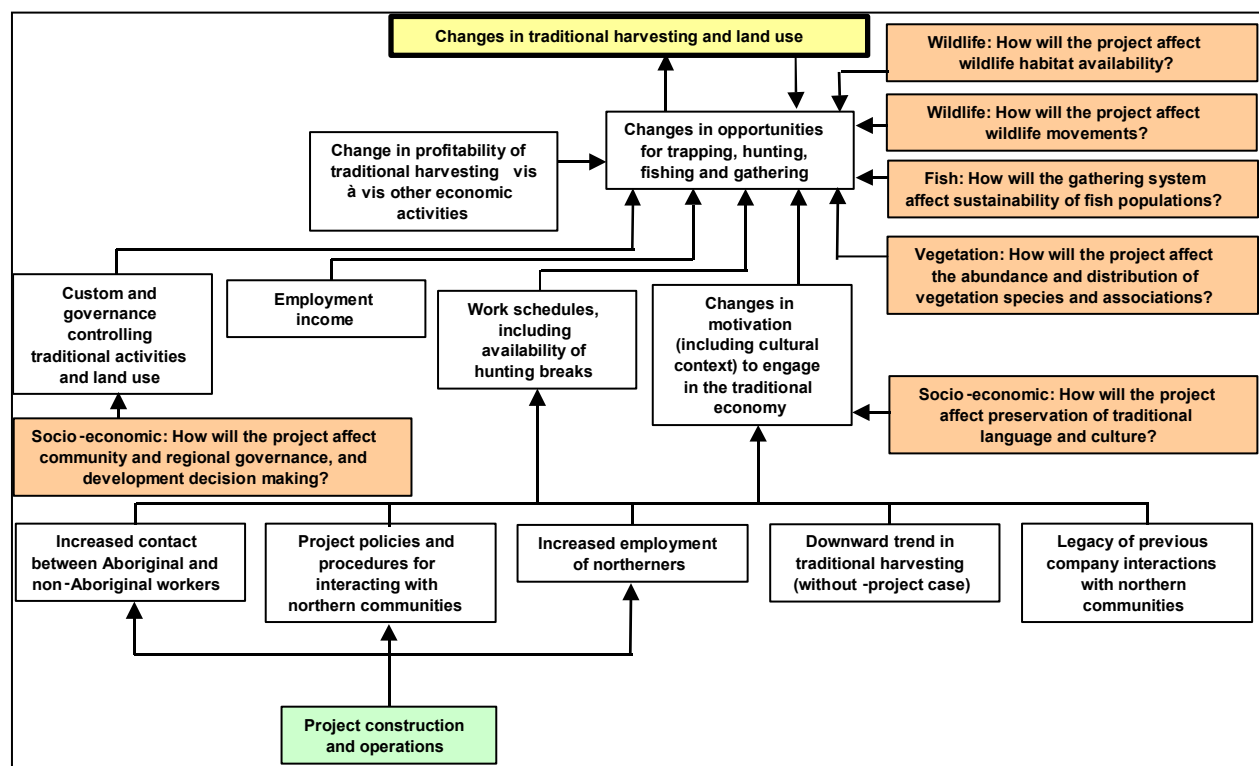 Changes in traditional harvesting and land use
Wildlife: How will the project affect
wildlife habitat availability?
Wildlife: How will the project affect
wildlife movements?
Changes in opportunities
for trapping, hunting,
fishing and gathering
Change in profitability of
traditional harvesting vis
à vis other economic
activities
Fish: How will the gathering system
affect sustainability of fish populations?
Vegetation: How will the project affect
the abundance and distribution of
vegetation species and associations?
Custom and
governance
controlling
traditional activities
and land use
Employment
income
Work schedules,
including
availability of
hunting breaks
Changes in
motivation
(including cultural
context) to engage
in the traditional
economy
Socio-economic: How will the project
affect preservation of traditional
language and culture?
Socio-economic: How will the project affect
community and regional governance, and
development decision making?
Increased contact
between Aboriginal and
non-Aboriginal workers
Project policies and
procedures for
interacting with
northern communities
Increased employment
of northerners
Downward trend in
traditional harvesting
(without -project case)
Legacy of previous
company interactions
with northern
communities
Project construction
and operations